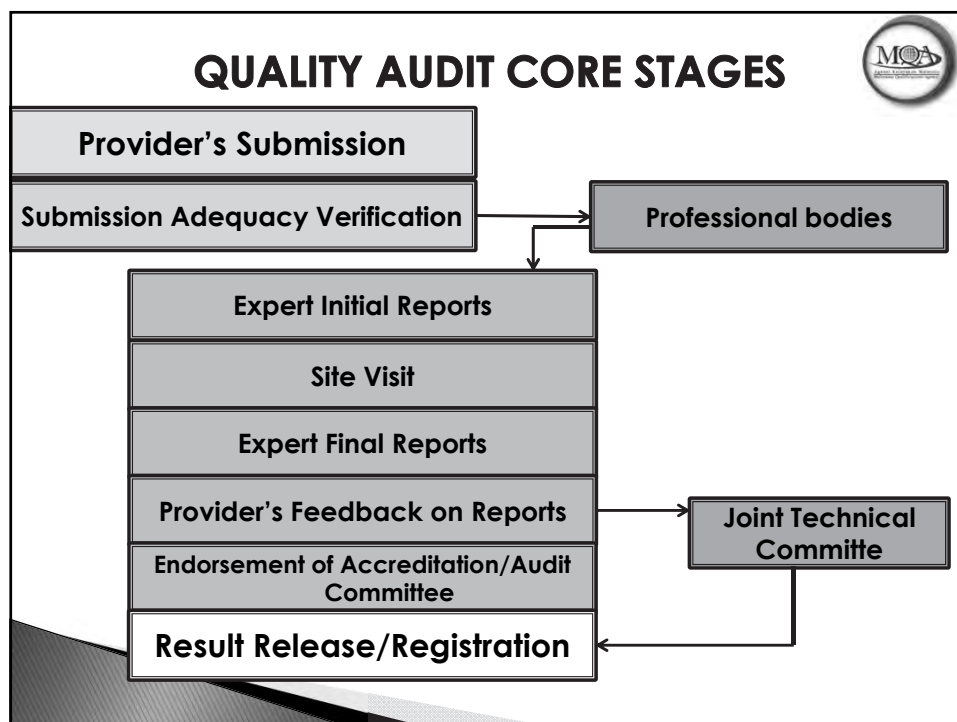 QUALITY AUDIT CORE STAGES
MQA
Provider’s Submission
Submission Adequacy Verification
Professional bodies
Expert Initial Reports
Site Visit
Expert Final Reports
Provider’s Feedback on Reports
Joint Technical
Committe
Endorsement of Accreditation/Audit
Committee
Result Release/Registration